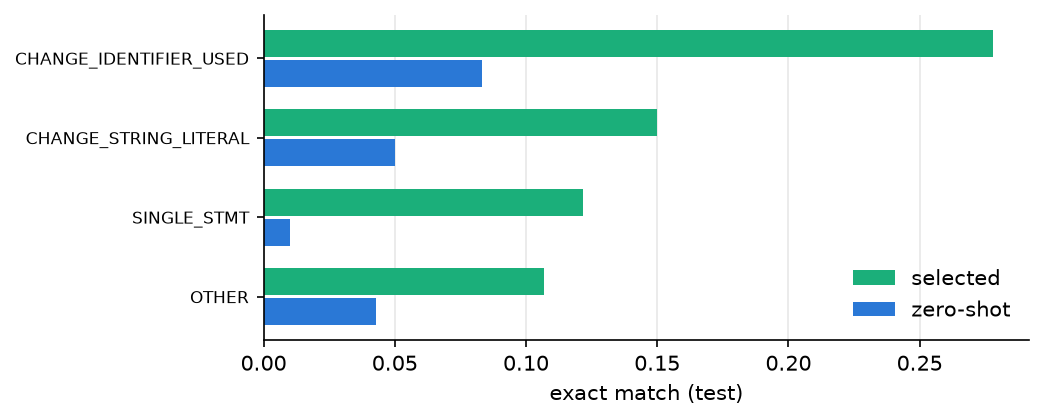 CHANGE_IDENTIFIER_USED
CHANGE_STRING_LITERAL
SINGLE_STMT
OTHER
selected
zero-shot
0.00 0.05 0.10 0.15 0.20 0.25
exact match (test)